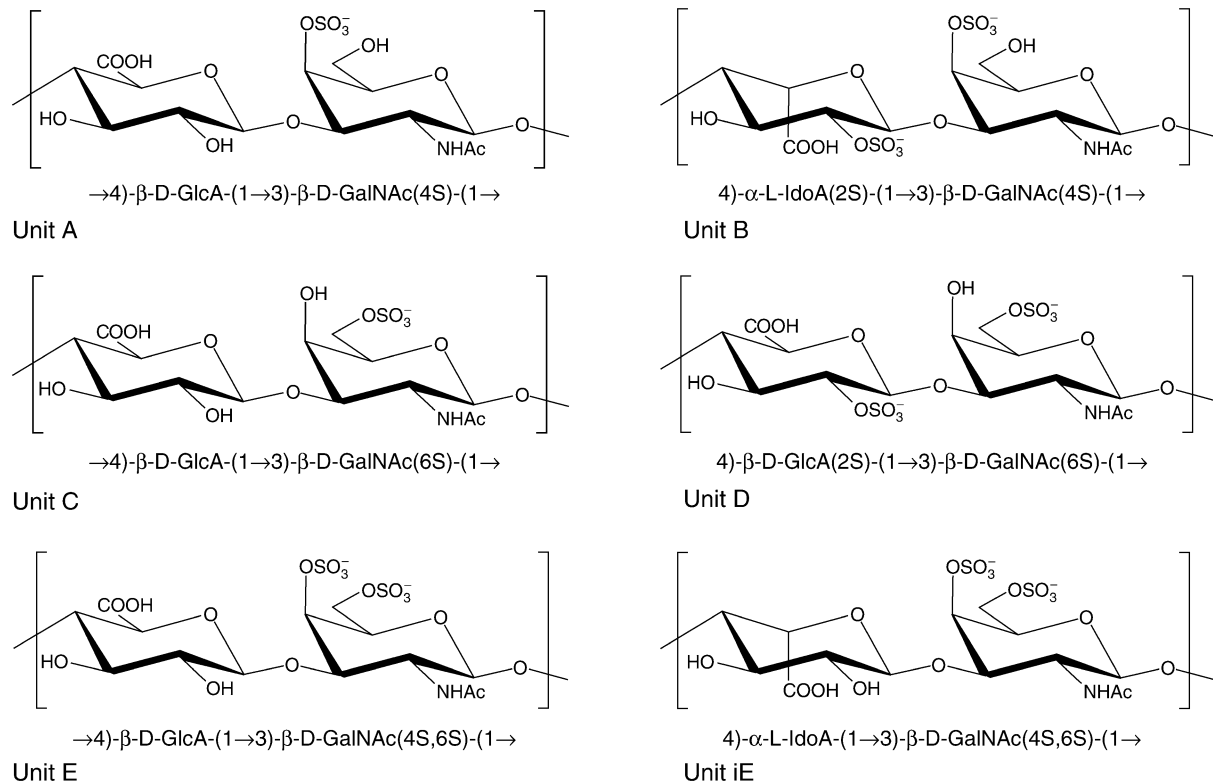 OSO₃⁻
COOH OH
O O
HO O O
OH NHAc
→4)-β-D-GlcA-(1→3)-β-D-GalNAc(4S)-(1→
Unit A
OSO₃⁻
OH
O O
HO O O
COOH OSO₃⁻ NHAc
4)-α-L-IdoA(2S)-(1→3)-β-D-GalNAc(4S)-(1→
Unit B
OH
OSO₃⁻
COOH O O
HO O O
OH NHAc
→4)-β-D-GlcA-(1→3)-β-D-GalNAc(6S)-(1→
Unit C
OH
OSO₃⁻
COOH O O
HO O O
OSO₃⁻ NHAc
4)-β-D-GlcA(2S)-(1→3)-β-D-GalNAc(6S)-(1→
Unit D
OSO₃⁻
OSO₃⁻
COOH O O
HO O O
OH NHAc
→4)-β-D-GlcA-(1→3)-β-D-GalNAc(4S,6S)-(1→
Unit E
OSO₃⁻
OSO₃⁻
O O
HO O O
COOH OH NHAc
4)-α-L-IdoA-(1→3)-β-D-GalNAc(4S,6S)-(1→
Unit iE